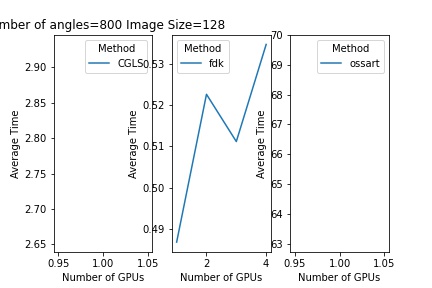 mber of angles=800 Image Size=128
Method
CGLS
2.90
2.85
2.80
2.75
2.70
2.65
Average Time
0.95 1.00 1.05
Number of GPUs
Method
fdk
0.53
0.52
0.51
0.50
0.49
Average Time
2 4
Number of GPUs
Method
ossart
70
69
68
67
66
65
64
63
Average Time
0.95 1.00 1.05
Number of GPUs